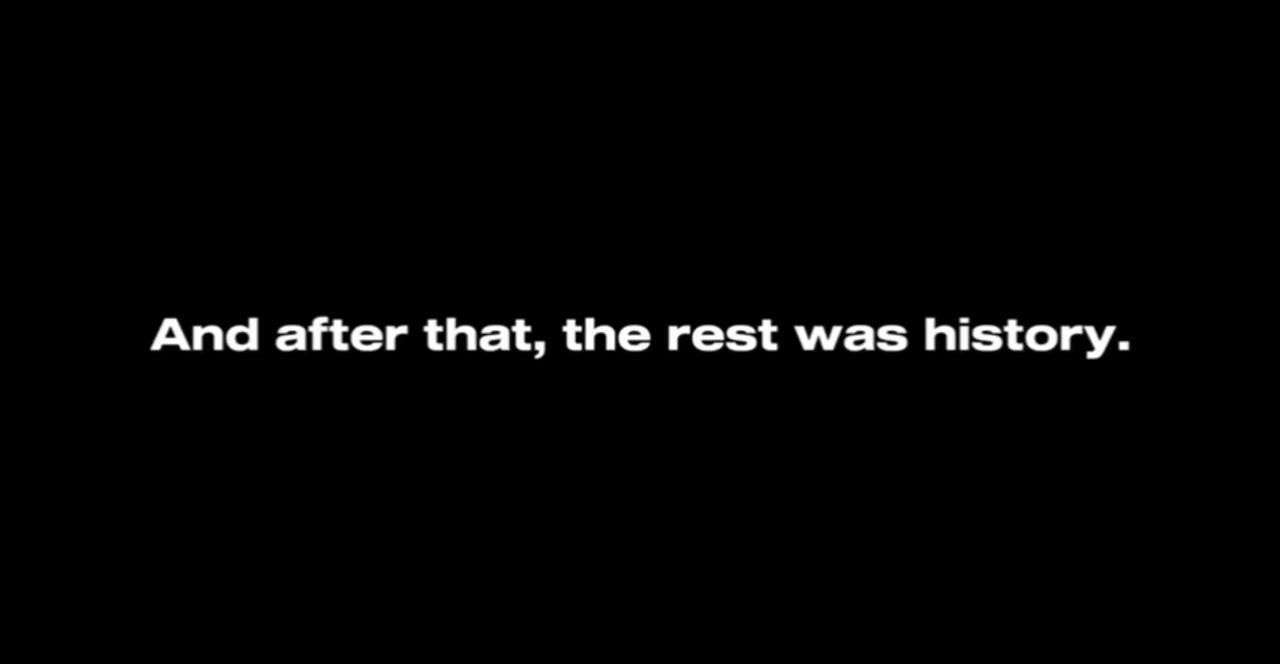 And after that, the rest was history.